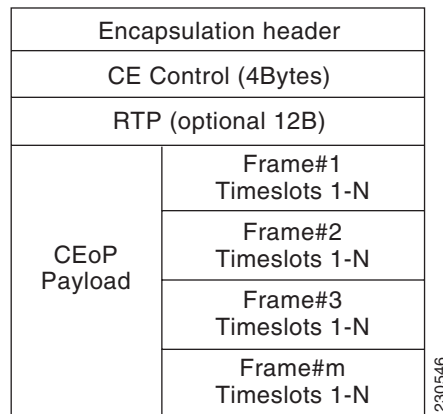 Encapsulation header
CE Control (4Bytes)
RTP (optional 12B)
CEoP
Payload
Frame#1
Timeslots 1-N
Frame#2
Timeslots 1-N
Frame#3
Timeslots 1-N
Frame#m
Timeslots 1-N
230546